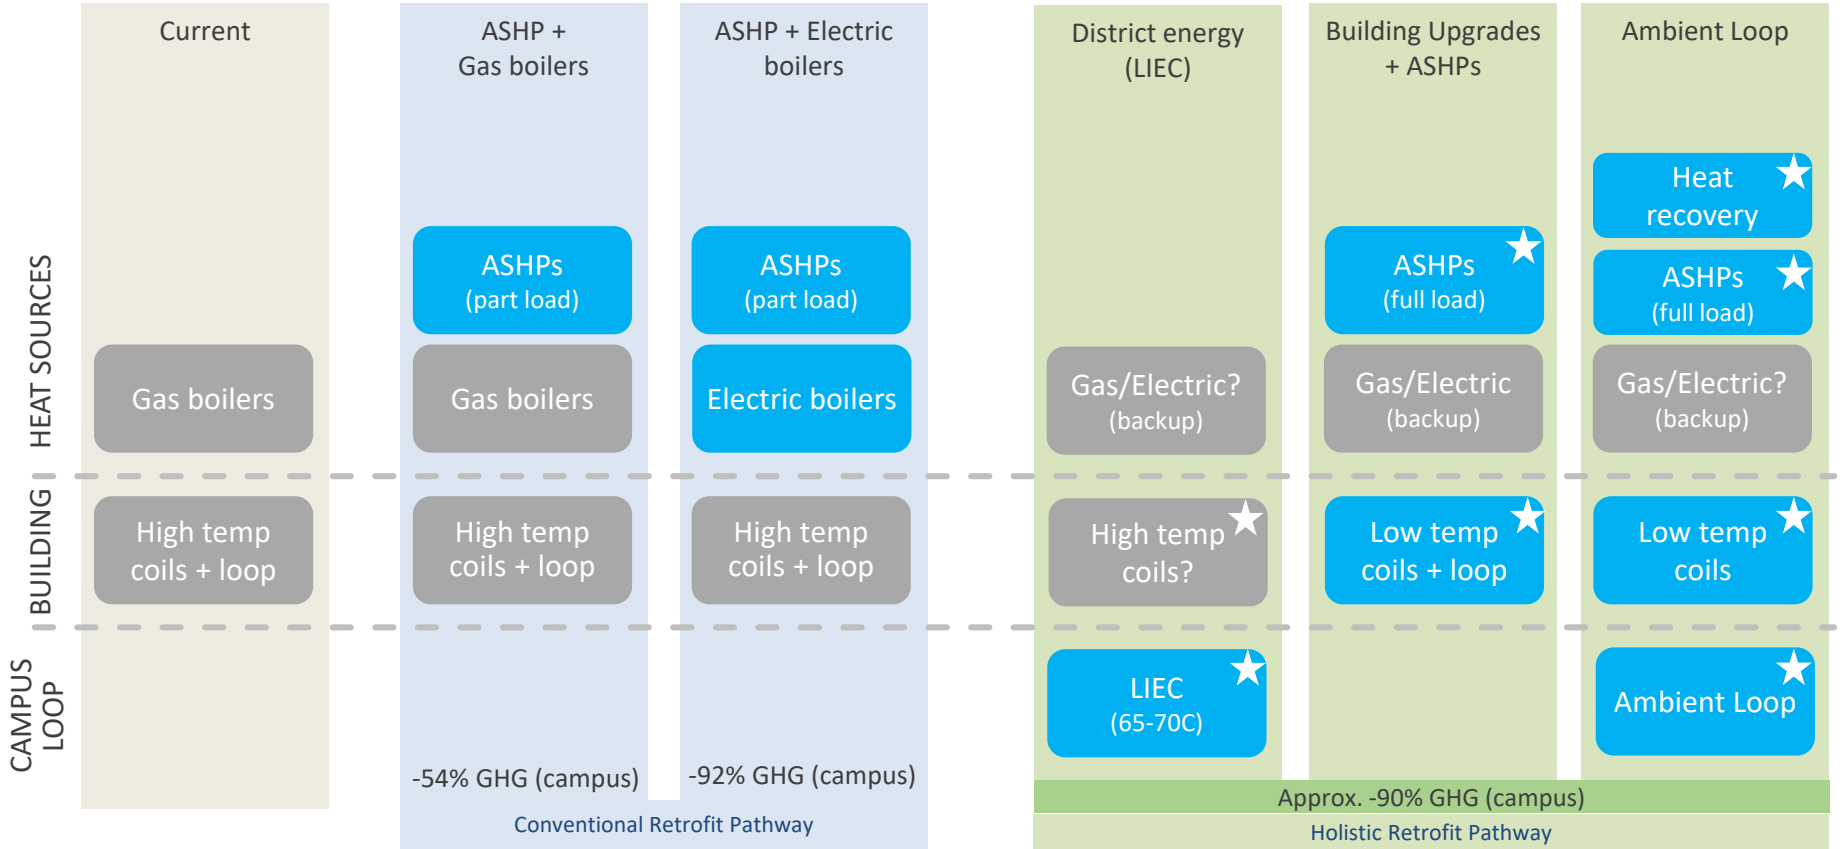 Current
ASHP +
Gas boilers
ASHP + Electric
boilers
District energy
(LIEC)
Building Upgrades
+ ASHPs
Ambient Loop
HEAT SOURCES
Heat
recovery
ASHPs
(part load)
ASHPs
(part load)
ASHPs
(full load)
ASHPs
(full load)
Gas boilers
Gas boilers
Electric boilers
Gas/Electric?
(backup)
Gas/Electric
(backup)
Gas/Electric?
(backup)
BUILDING
High temp
coils + loop
High temp
coils + loop
High temp
coils + loop
High temp
coils?
Low temp
coils + loop
Low temp
coils
CAMPUS
LOOP
LIEC
(65-70C)
Ambient Loop
-54% GHG (campus)
-92% GHG (campus)
Approx. -90% GHG (campus)
Conventional Retrofit Pathway
Holistic Retrofit Pathway